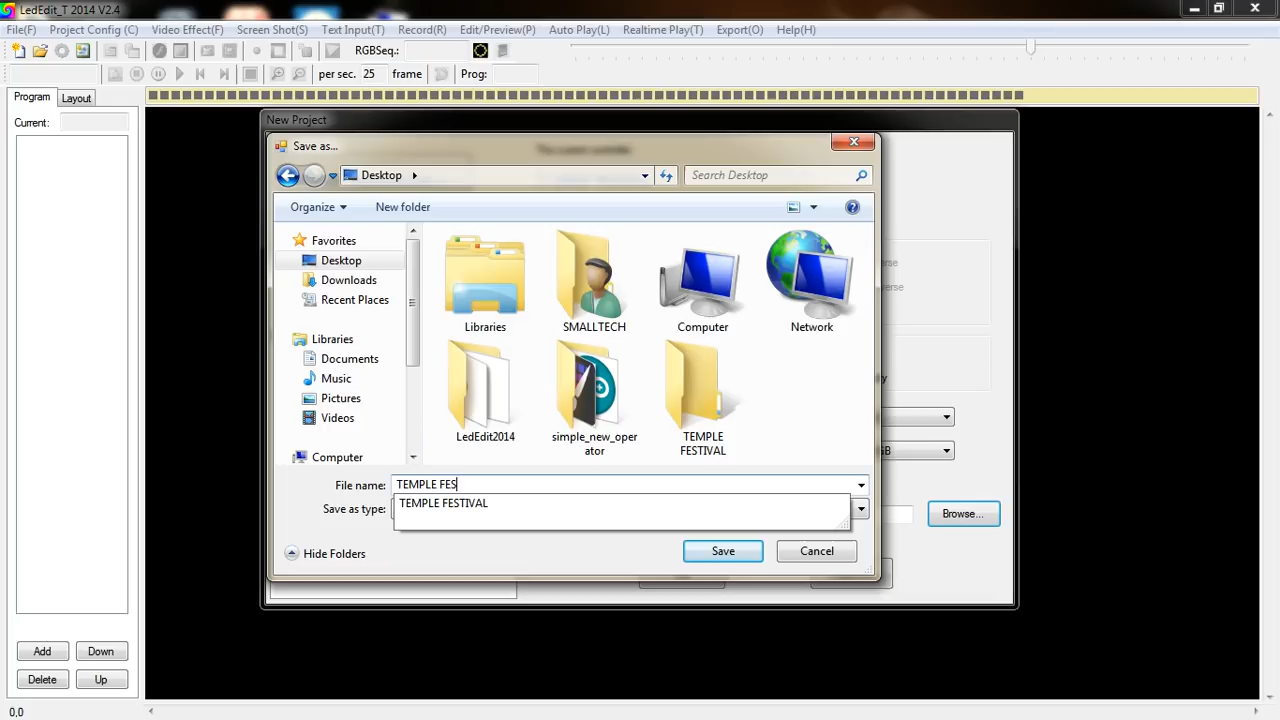 LedEdit_T 2014 V2.4
File(F) Project Config (C) Video Effect(F) Screen Shot(S) Text Input(T) Record(R) Edit/Preview(P) Auto Play(L) Realtime Play(T) Export(O) Help(H)
RGBSeq.:
per sec. 25 frame Prog:
Program Layout
Current:
New Project
Save as...
Desktop
Search Desktop
Organize New folder
Favorites
Desktop
Downloads
Recent Places
Libraries
Documents
Music
Pictures
Videos
Computer
Libraries
SMALLTECH
Computer
Network
LedEdit2014
simple_new_oper
ator
TEMPLE
FESTIVAL
File name: TEMPLE FES
TEMPLE FESTIVAL
Save as type:
Hide Folders
Save Cancel
Browse...
Add Down
Delete Up
0,0